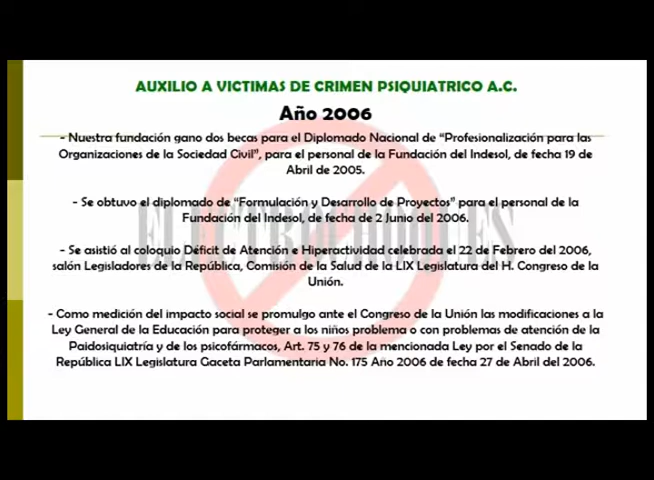 AUXILIO A VICTIMAS DE CRIMEN PSIQUIATRICO A.C.
Año 2006
- Nuestra fundación gano dos becas para el Diplomado Nacional de “Profesionalización para las
Organizaciones de la Sociedad Civil”, para el personal de la Fundación del Indesol, de fecha 19 de
Abril de 2005.
- Se obtuvo el diplomado de “Formulación y Desarrollo de Proyectos” para el personal de la
Fundación del Indesol, de fecha de 2 Junio del 2006.
ELECTROCHOQUES
- Se asistió al coloquio Déficit de Atención e Hiperactividad celebrada el 22 de Febrero del 2006,
salón Legisladores de la República, Comisión de la Salud de la LIX Legislatura del H. Congreso de la
Unión.
- Como medición del impacto social se promulgo ante el Congreso de la Unión las modificaciones a la
Ley General de la Educación para proteger a los niños problema o con problemas de atención de la
Paidosiquiatría y de los psicofármacos, Art. 75 y 76 de la mencionada Ley por el Senado de la
República LIX Legislatura Gaceta Parlamentaria No. 175 Año 2006 de fecha 27 de Abril del 2006.